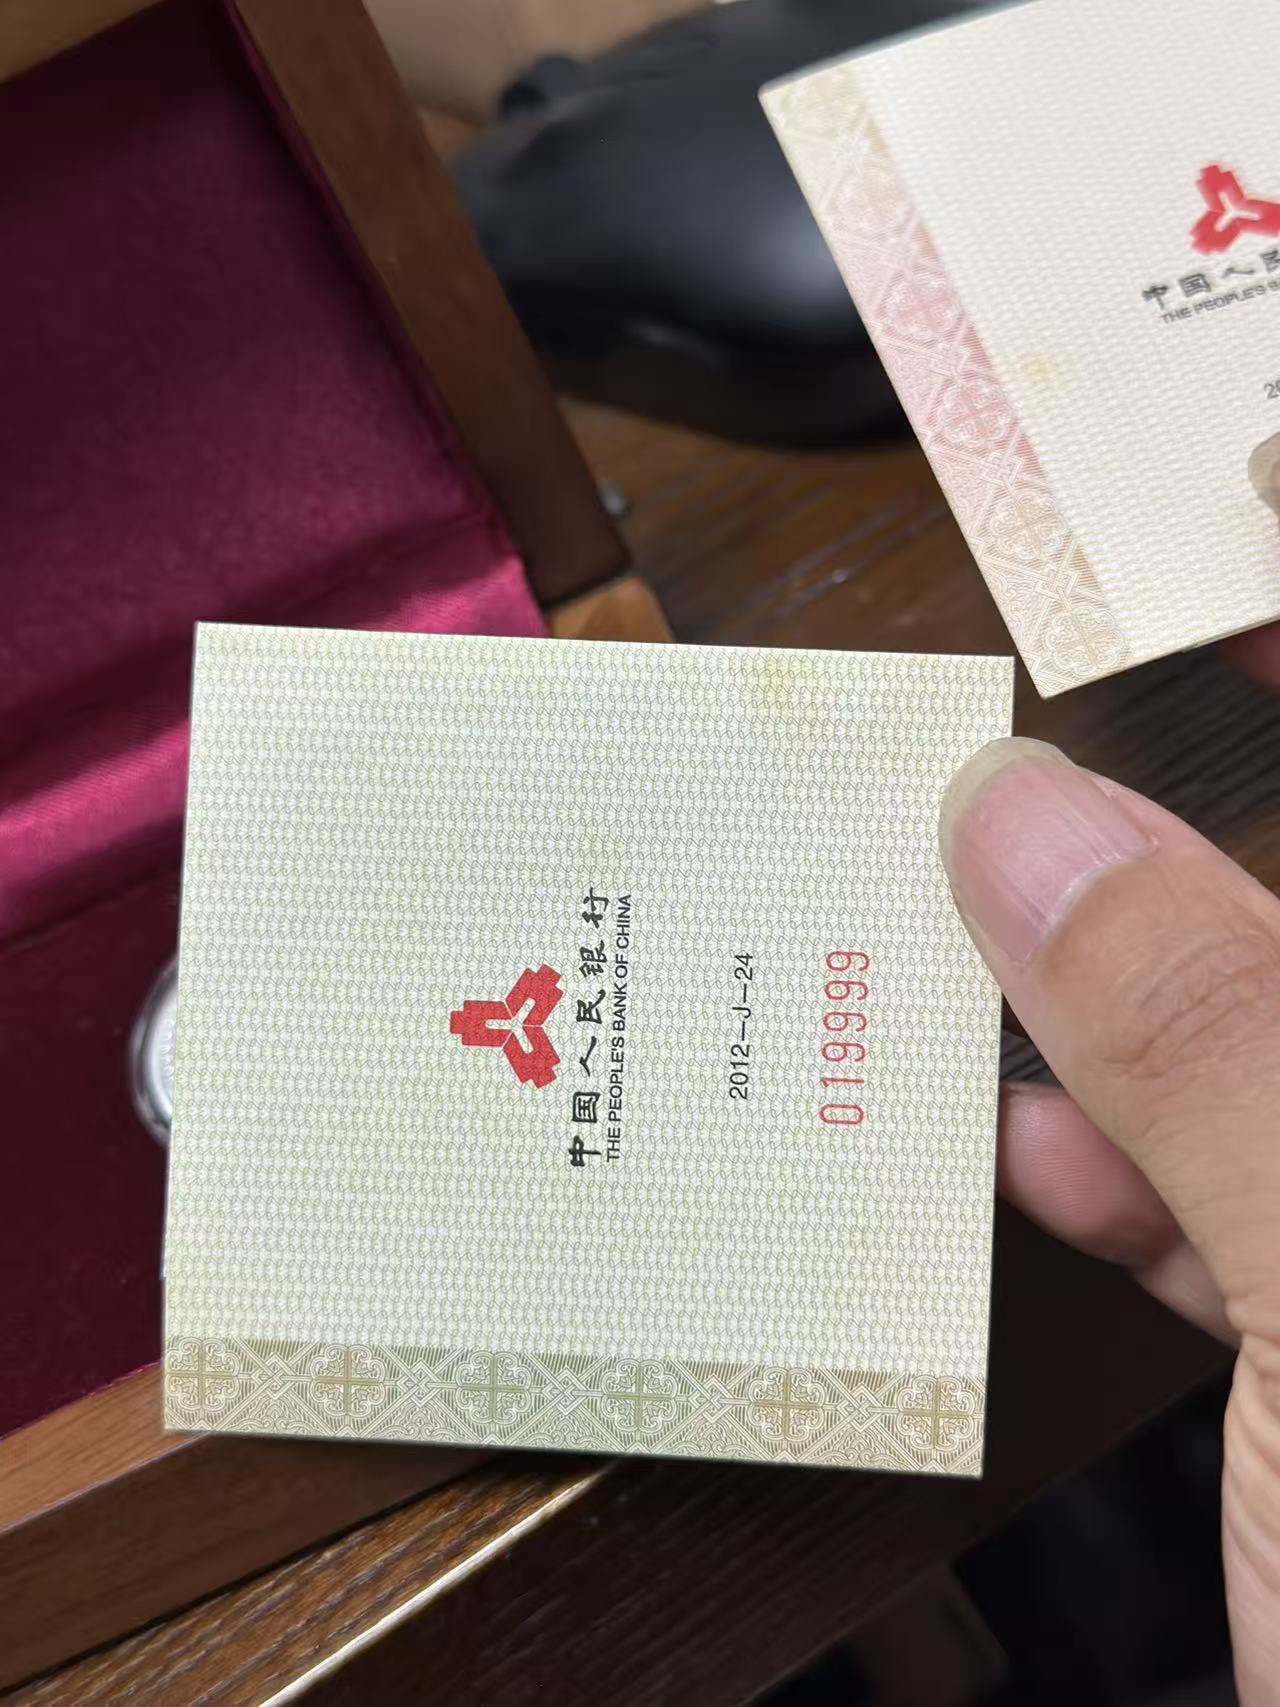 中国人民银行
THE PEOPLE'S BANK OF CHINA
2012-J-24
019999
中国人民
THE PEOPLE'S